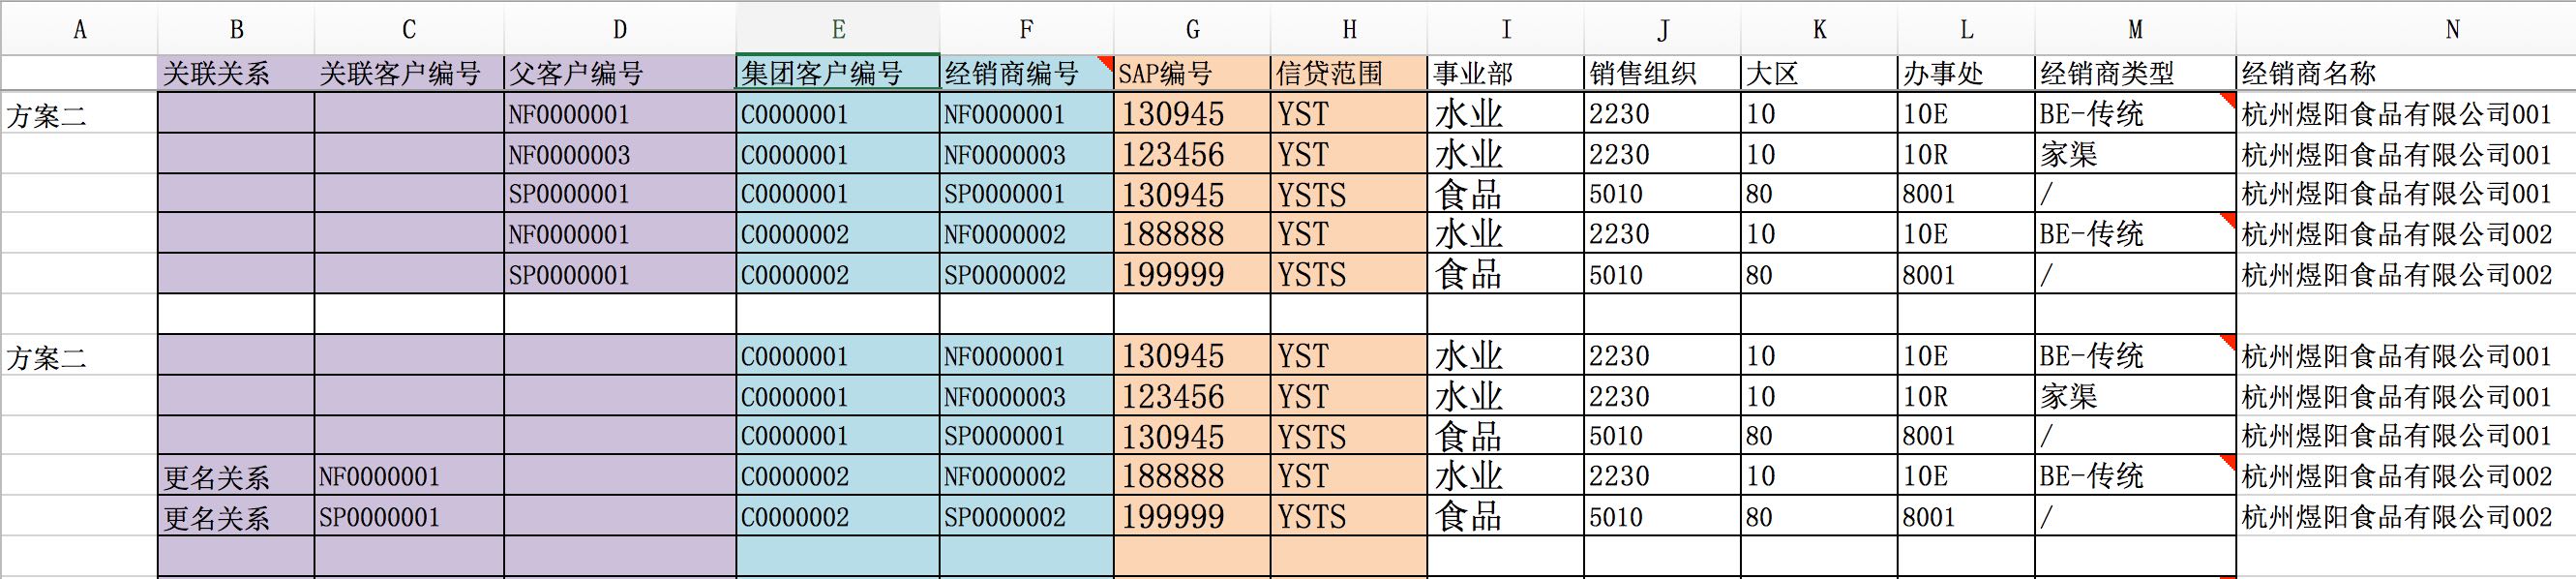 A B C D E F G H I J K L M N
关联关系 关联客户编号 父客户编号 集团客户编号 经销商编号 SAP编号 信贷范围 事业部 销售组织 大区 办事处 经销商类型 经销商名称
方案二 NF0000001 C0000001 NF0000001 130945 YST 水业 2230 10 10E BE-传统 杭州煜阳食品有限公司001
NF0000003 C0000001 NF0000003 123456 YST 水业 2230 10 10R 家渠 杭州煜阳食品有限公司001
SP0000001 C0000001 SP0000001 130945 YSTS 食品 5010 80 8001 / 杭州煜阳食品有限公司001
NF0000001 C0000002 NF0000002 188888 YST 水业 2230 10 10E BE-传统 杭州煜阳食品有限公司002
SP0000001 C0000002 SP0000002 199999 YSTS 食品 5010 80 8001 / 杭州煜阳食品有限公司002
方案二 C0000001 NF0000001 130945 YST 水业 2230 10 10E BE-传统 杭州煜阳食品有限公司001
C0000001 NF0000003 123456 YST 水业 2230 10 10R 家渠 杭州煜阳食品有限公司001
C0000001 SP0000001 130945 YSTS 食品 5010 80 8001 / 杭州煜阳食品有限公司001
更名关系 NF0000001 C0000002 NF0000002 188888 YST 水业 2230 10 10E BE-传统 杭州煜阳食品有限公司002
更名关系 SP0000001 C0000002 SP0000002 199999 YSTS 食品 5010 80 8001 / 杭州煜阳食品有限公司002